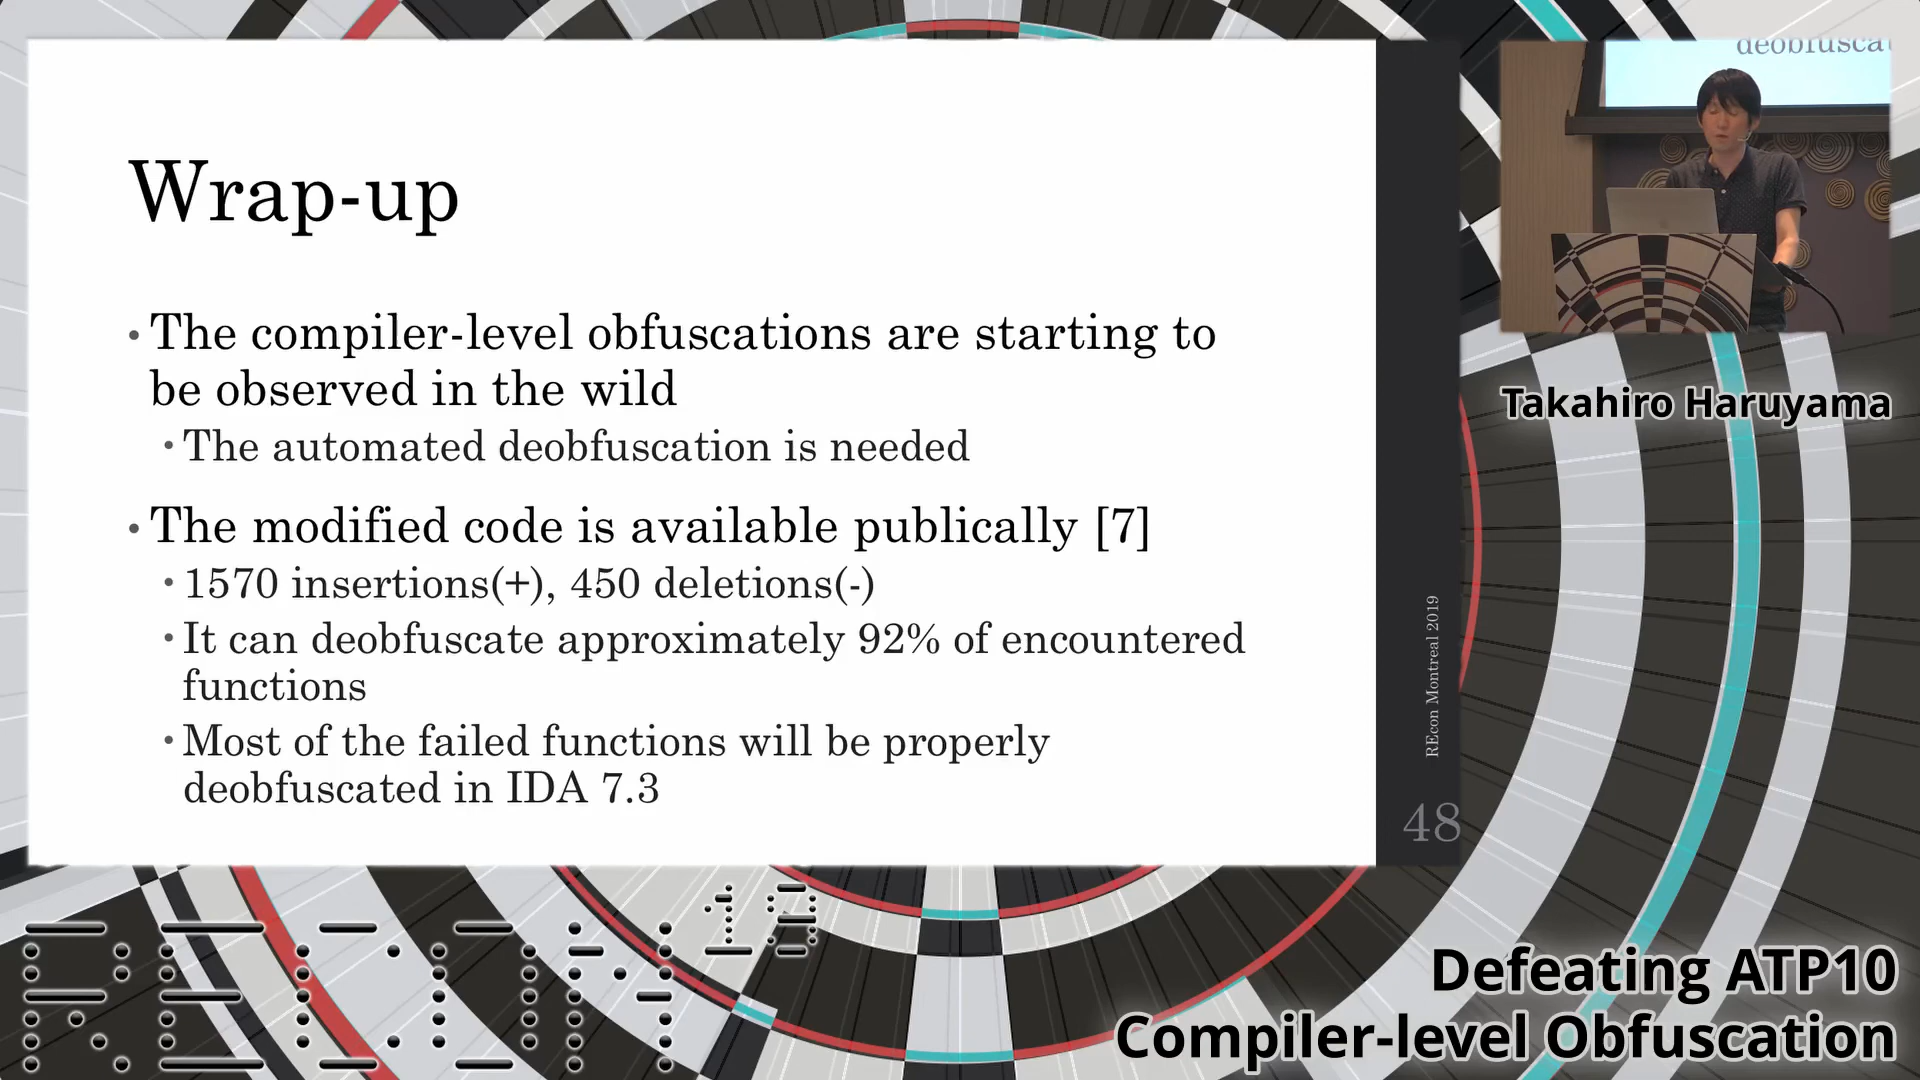 Wrap-up
• The compiler-level obfuscations are starting to
be observed in the wild
• The automated deobfuscation is needed
• The modified code is available publically [7]
• 1570 insertions(+), 450 deletions(-)
• It can deobfuscate approximately 92% of encountered
functions
• Most of the failed functions will be properly
deobfuscated in IDA 7.3
REcon Montreal 2019
48
deobfuscat
Takahiro Haruyama
RECON 19
Defeating ATP10
Compiler-level Obfuscation